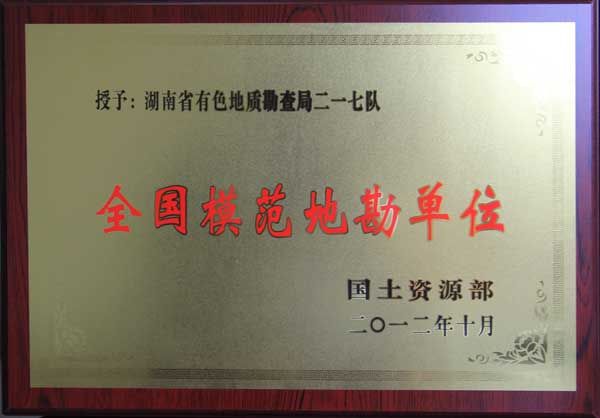 授予：湖南省有色地质勘查局二一七队
全国模范地勘单位
国土资源部
二〇一二年十月